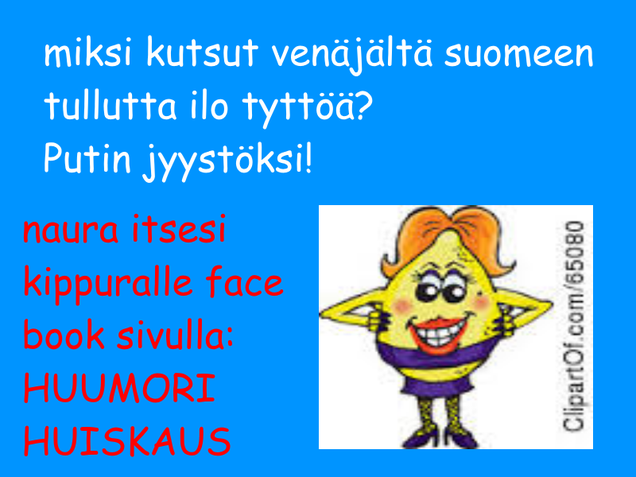 miksi kutsut venäjältä suomeen
tullutta ilo tyttöä?
Putin jyystöksi!
naura itsesi
kippuralle face
book sivulla:
HUUMORI
HUISKAUS
ClipartOf.com/65080